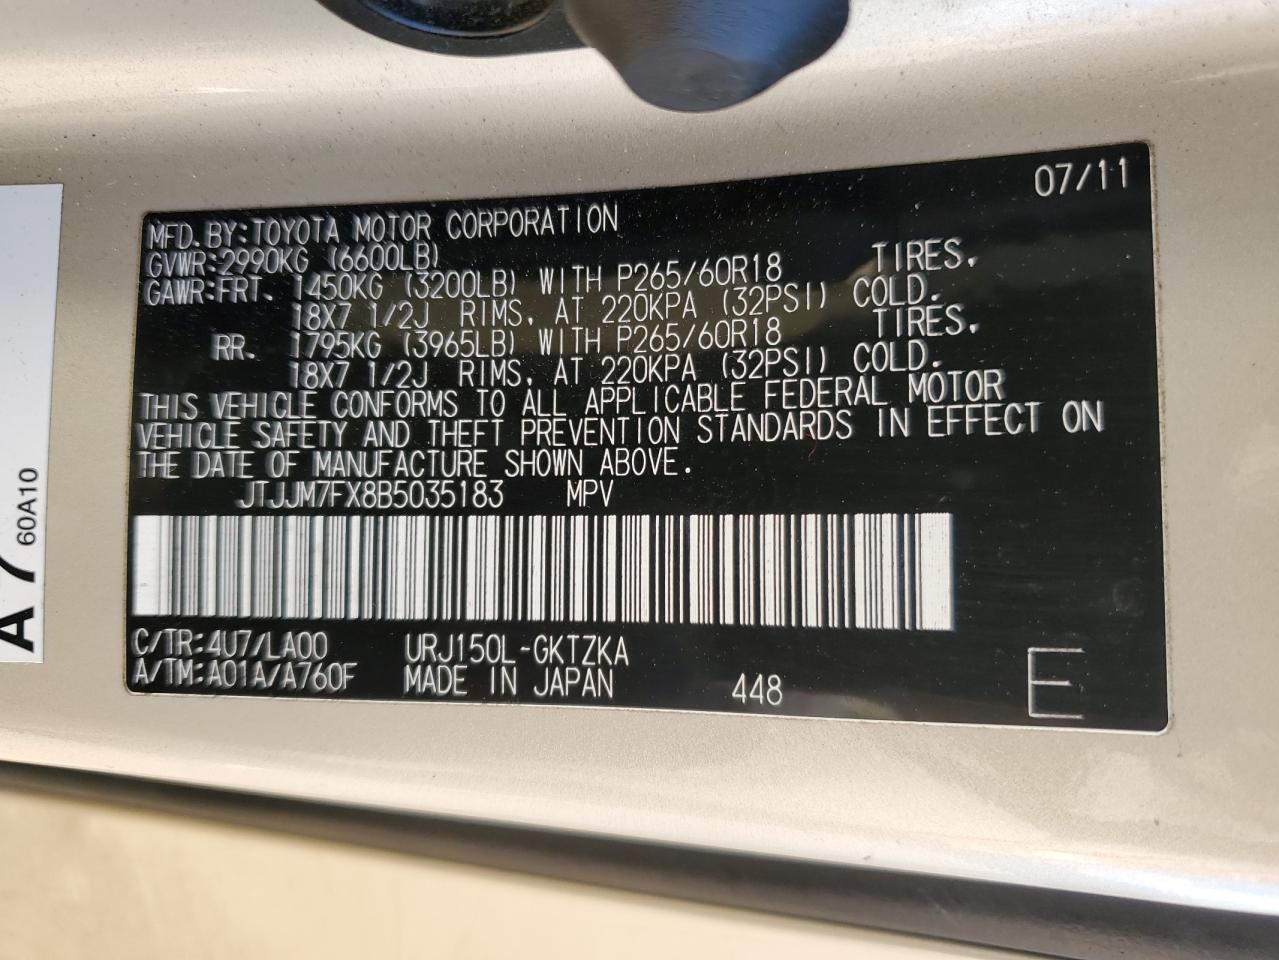 07/11
MFD. BY:TOYOTA MOTOR CORPORATION
GVWR:2990KG (6600LB)
GAWR:FRT. 1450KG (3200LB) WITH P265/60R18 TIRES,
18X7 1/2J RIMS, AT 220KPA (32PSI) COLD.
RR. 1795KG (3965LB) WITH P265/60R18 TIRES,
18X7 1/2J RIMS, AT 220KPA (32PSI) COLD.
THIS VEHICLE CONFORMS TO ALL APPLICABLE FEDERAL MOTOR
VEHICLE SAFETY AND THEFT PREVENTION STANDARDS IN EFFECT ON
THE DATE OF MANUFACTURE SHOWN ABOVE.
JTJJM7FX8B5035183 MPV
C/TR:4U7/LA00 URJ150L-GKTZKA
A/TM:A01A/A760F MADE IN JAPAN 448 E
A7
60A10